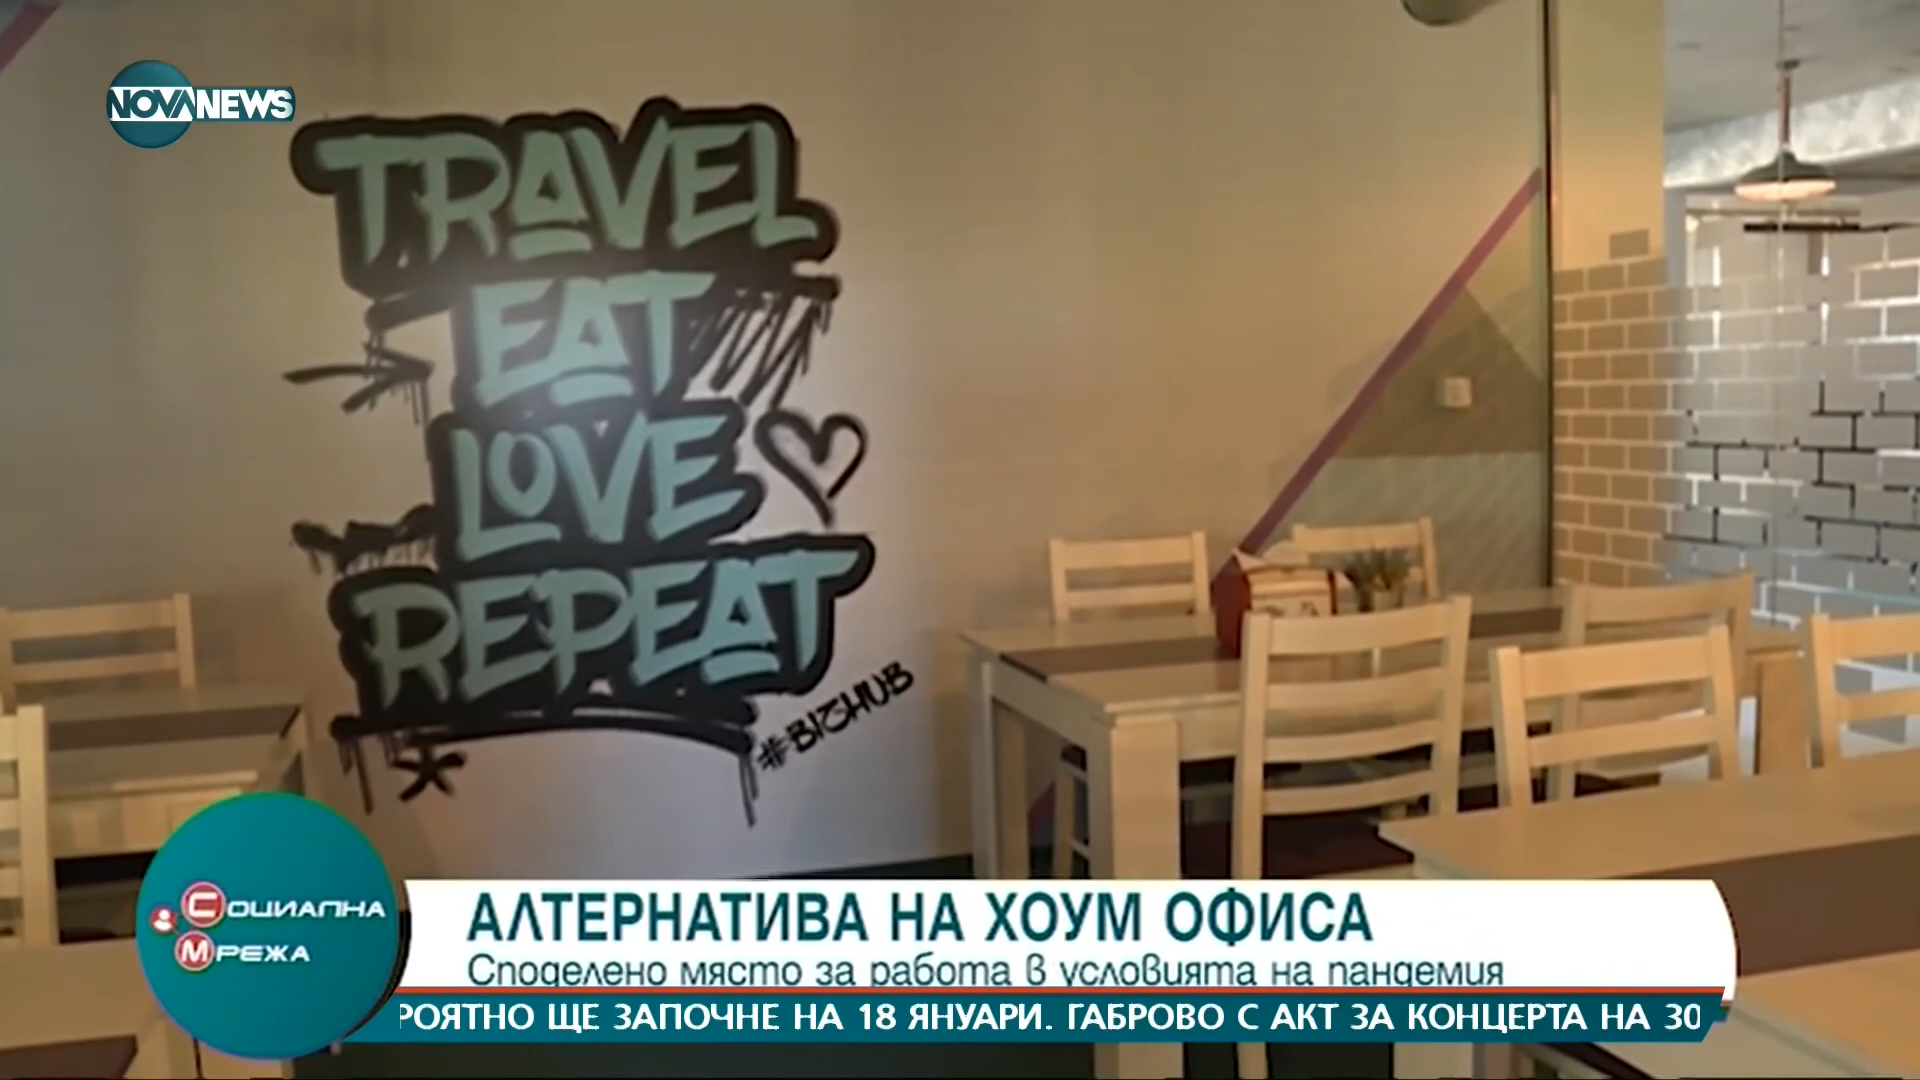 NOVANEWS
TRAVEL
EAT
LOVE
REPEAT
#BIZHUB
СОЦИАЛНА
МРЕЖА
АЛТЕРНАТИВА НА ХОУМ ОФИСА
Споделено място за работа в условията на пандемия
РОЯТНО ЩЕ ЗАПОЧНЕ НА 18 ЯНУАРИ. ГАБРОВО С АКТ ЗА КОНЦЕРТА НА 30